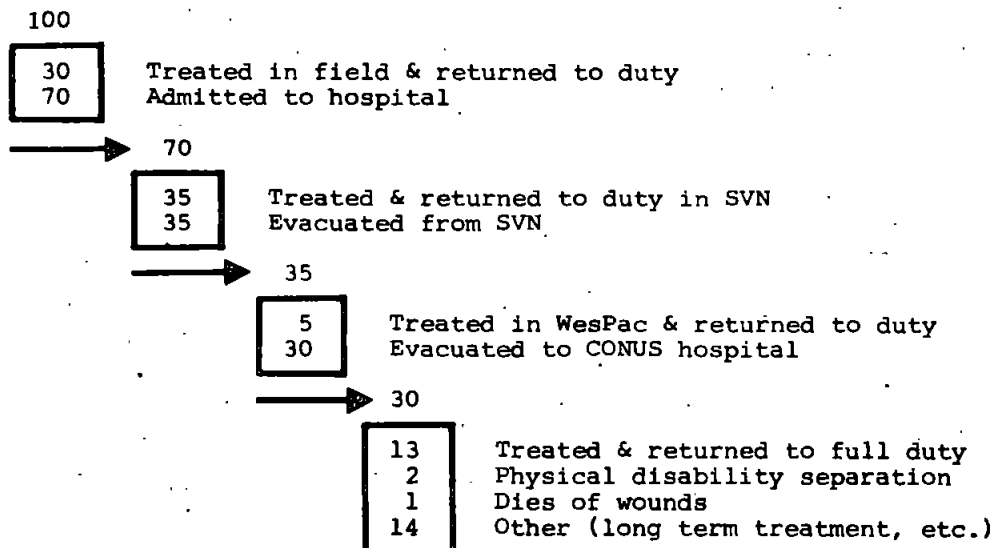 100
30 Treated in field & returned to duty
70 Admitted to hospital
70
35 Treated & returned to duty in SVN
35 Evacuated from SVN
35
5 Treated in WesPac & returned to duty
30 Evacuated to CONUS hospital
30
13 Treated & returned to full duty
2 Physical disability separation
1 Dies of wounds
14 Other (long term treatment, etc.)